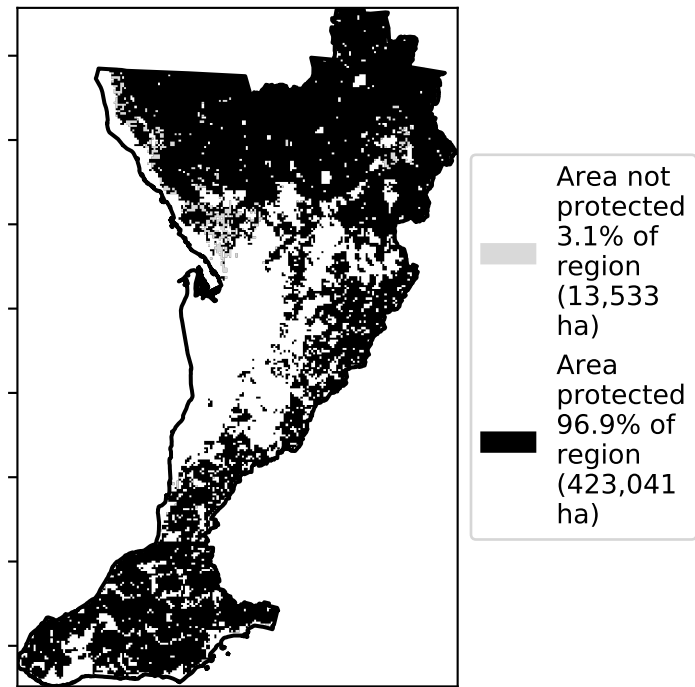 Area not
protected
3.1% of
region
(13,533
ha)
Area
protected
96.9% of
region
(423,041
ha)